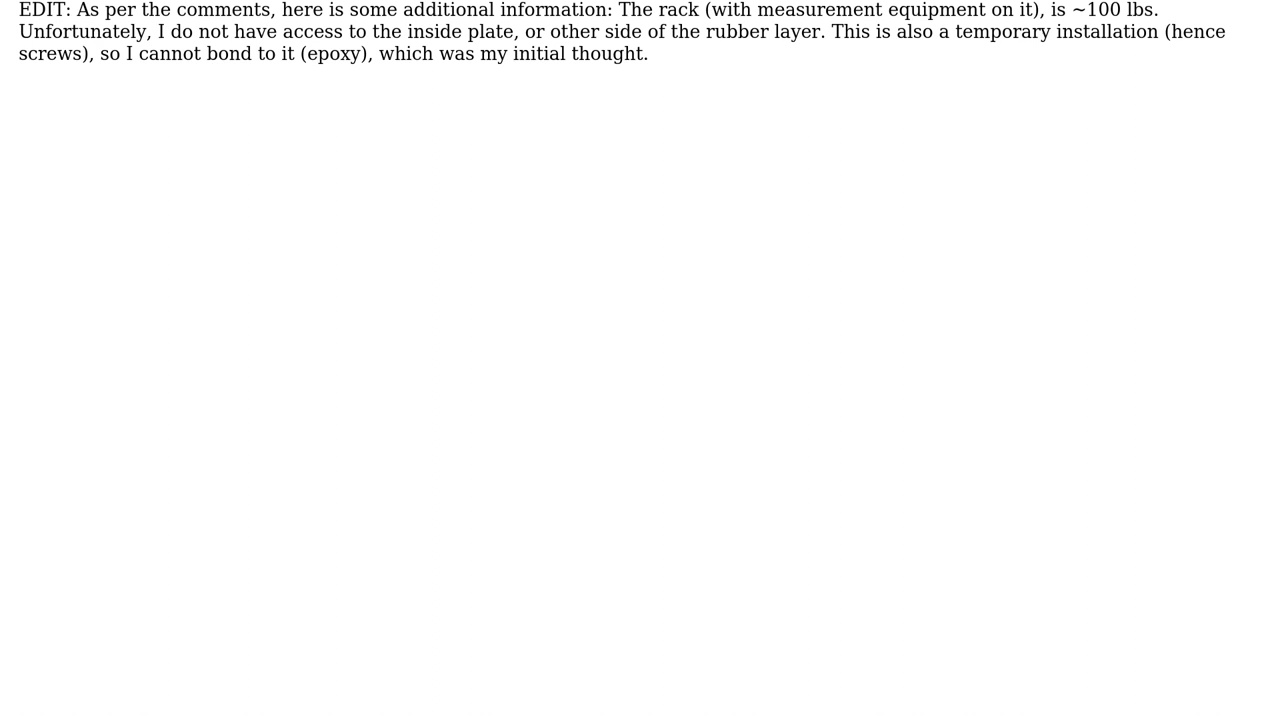 EDIT: As per the comments, here is some additional information: The rack (with measurement equipment on it), is ~100 lbs.
Unfortunately, I do not have access to the inside plate, or other side of the rubber layer. This is also a temporary installation (hence
screws), so I cannot bond to it (epoxy), which was my initial thought.